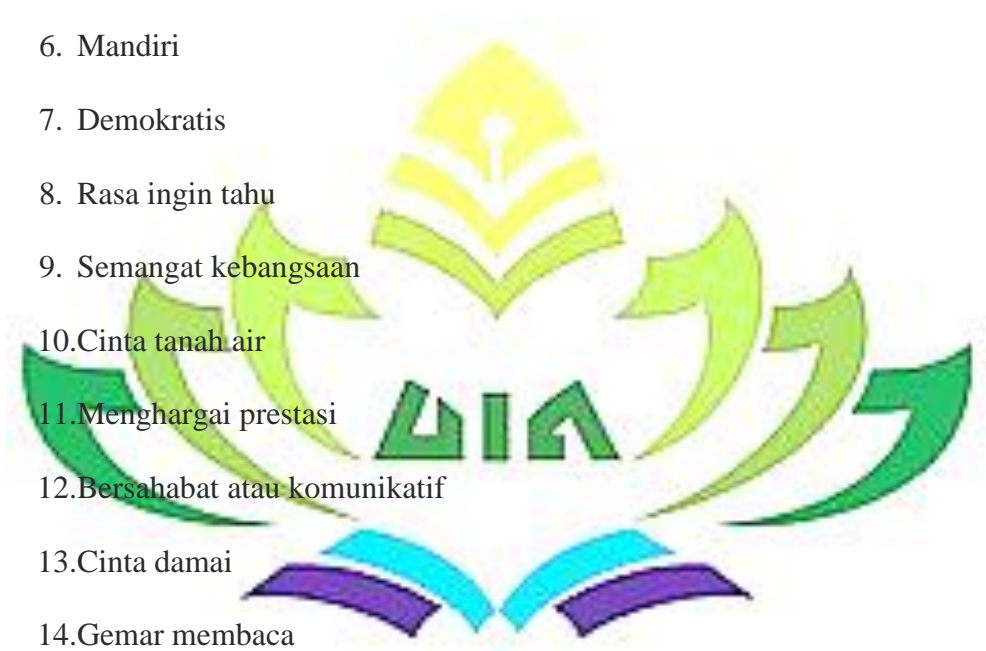 6. Mandiri
7. Demokratis
8. Rasa ingin tahu
9. Semangat kebangsaan
10.Cinta tanah air
11.Menghargai prestasi
UIN
12.Bersahabat atau komunikatif
13.Cinta damai
14.Gemar membaca